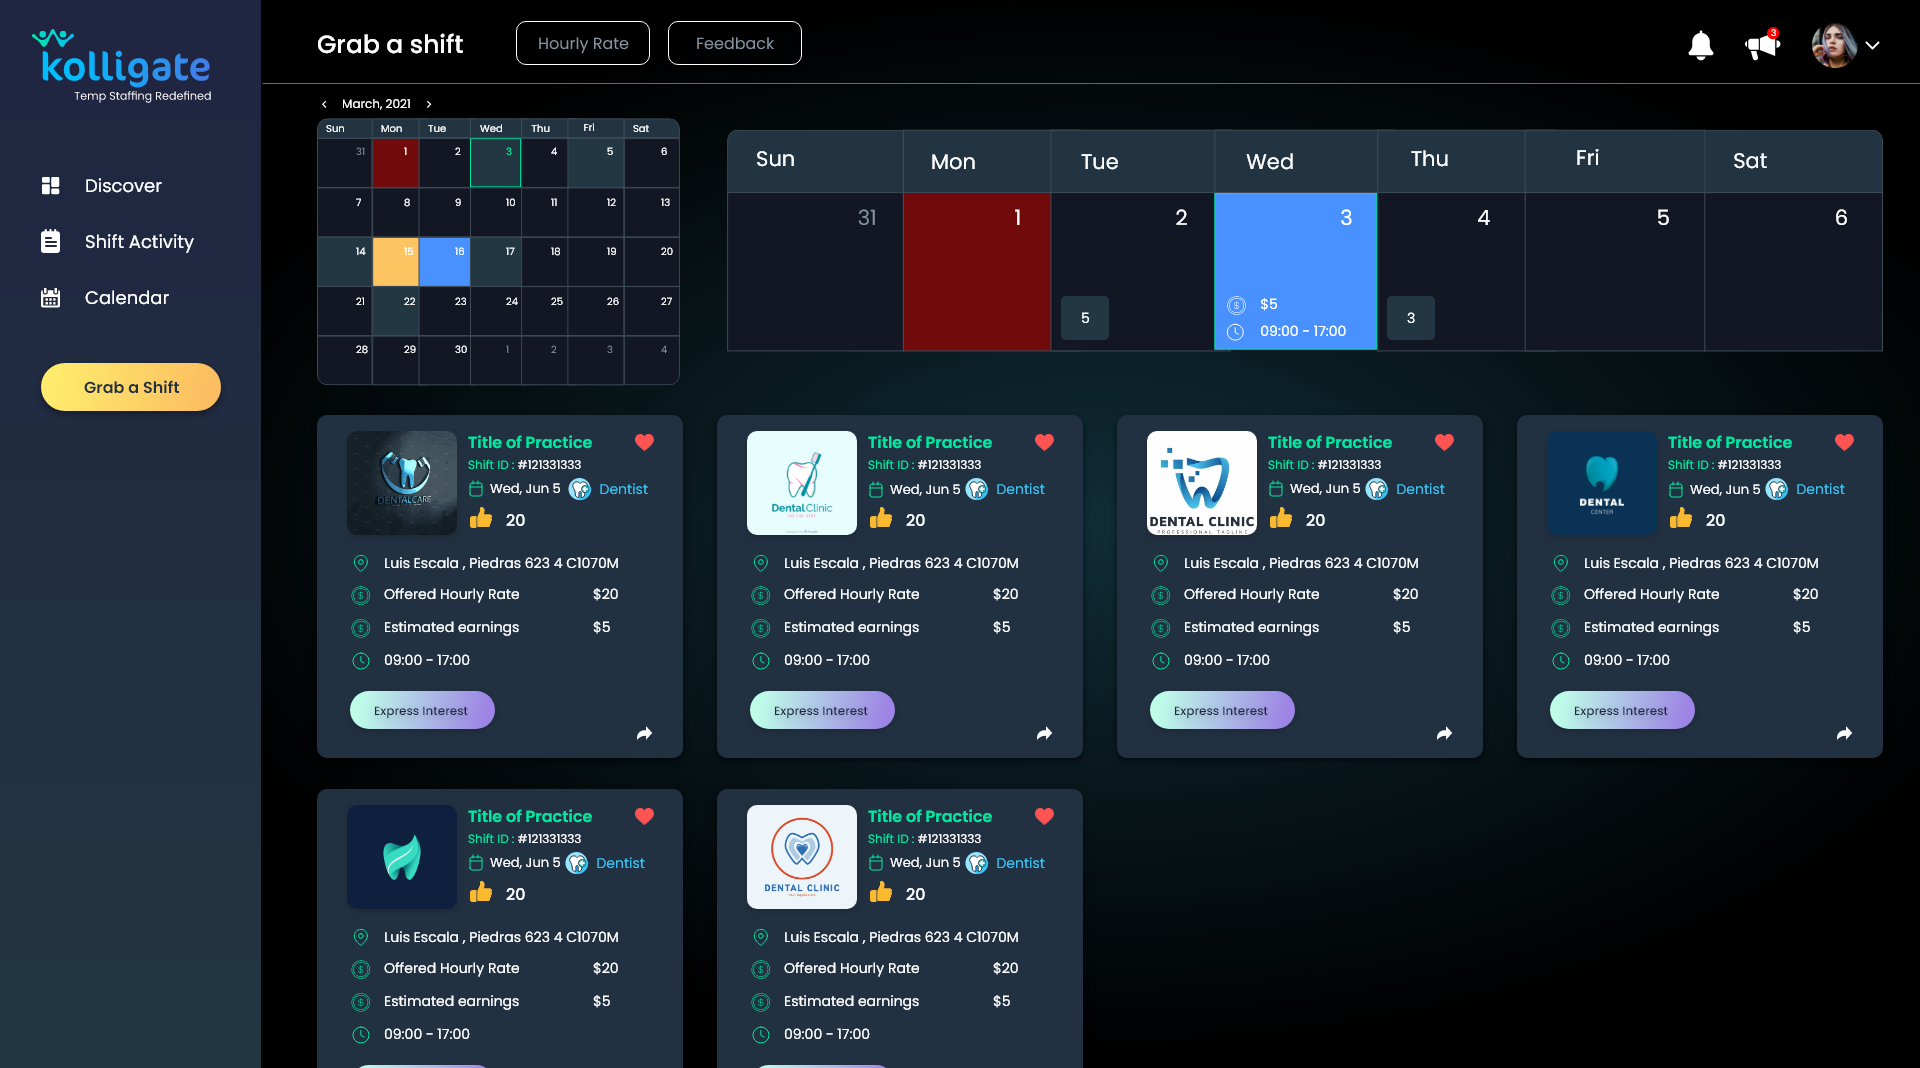 kolligate
Temp Staffing Redefined
Discover
Shift Activity
Calendar
Grab a Shift
Grab a shift
Hourly Rate
Feedback
3
March, 2021
Sun Mon Tue Wed Thu Fri Sat
31 1 2 3 4 5 6
7 8 9 10 11 12 13
14 15 16 17 18 19 20
21 22 23 24 25 26 27
28 29 30 1 2 3 4
Sun Mon Tue Wed Thu Fri Sat
31 1 2 3 4 5 6
5
$5
09:00 - 17:00
3
DENTALCARE
Title of Practice
Shift ID : #121331333
Wed, Jun 5 Dentist
20
Luis Escala , Piedras 623 4 C1070M
Offered Hourly Rate $20
Estimated earnings $5
09:00 - 17:00
Express Interest
Dental Clinic
Title of Practice
Shift ID : #121331333
Wed, Jun 5 Dentist
20
Luis Escala , Piedras 623 4 C1070M
Offered Hourly Rate $20
Estimated earnings $5
09:00 - 17:00
Express Interest
DENTAL CLINIC
PROFESSIONAL TAGLINE
Title of Practice
Shift ID : #121331333
Wed, Jun 5 Dentist
20
Luis Escala , Piedras 623 4 C1070M
Offered Hourly Rate $20
Estimated earnings $5
09:00 - 17:00
Express Interest
DENTAL
CENTER
Title of Practice
Shift ID : #121331333
Wed, Jun 5 Dentist
20
Luis Escala , Piedras 623 4 C1070M
Offered Hourly Rate $20
Estimated earnings $5
09:00 - 17:00
Express Interest
Title of Practice
Shift ID : #121331333
Wed, Jun 5 Dentist
20
Luis Escala , Piedras 623 4 C1070M
Offered Hourly Rate $20
Estimated earnings $5
09:00 - 17:00
DENTAL CLINIC
Title of Practice
Shift ID : #121331333
Wed, Jun 5 Dentist
20
Luis Escala , Piedras 623 4 C1070M
Offered Hourly Rate $20
Estimated earnings $5
09:00 - 17:00